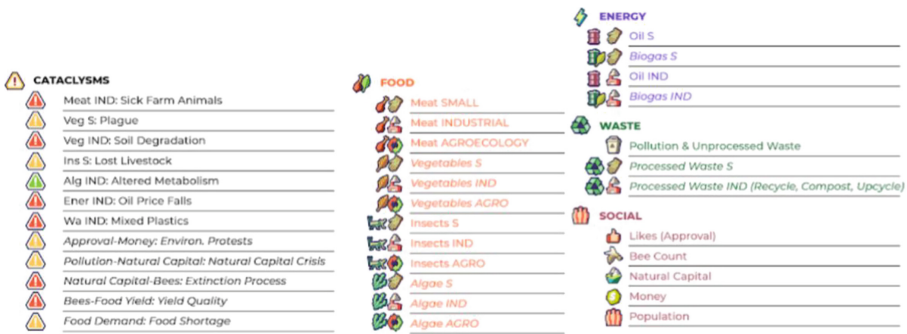 CATACLYSMS
Meat IND: Sick Farm Animals
Veg S: Plague
Veg IND: Soil Degradation
Ins S: Lost Livestock
Alg IND: Altered Metabolism
Ener IND: Oil Price Falls
Wa IND: Mixed Plastics
Approval-Money: Environ. Protests
Pollution-Natural Capital: Natural Capital Crisis
Natural Capital-Bees: Extinction Process
Bees-Food Yield: Yield Quality
Food Demand: Food Shortage
FOOD
Meat SMALL
Meat INDUSTRIAL
Meat AGROECOLOGY
Vegetables S
Vegetables IND
Vegetables AGRO
Insects S
Insects IND
Insects AGRO
Algae S
Algae IND
Algae AGRO
ENERGY
Oil S
Biogas S
Oil IND
Biogas IND
WASTE
Pollution & Unprocessed Waste
Processed Waste S
Processed Waste IND (Recycle, Compost, Upcycle)
SOCIAL
Likes (Approval)
Bee Count
Natural Capital
Money
Population